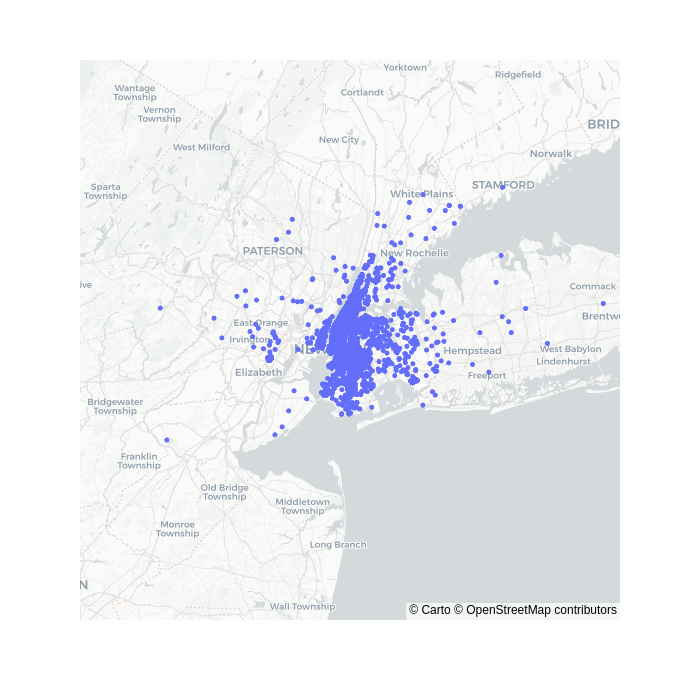 Yorktown
Ridgefield
Wantage
Township
Cortlandt
Vernon
Township
BRID
New City
West Milford
Norwalk
Sparta
Township
White Plains
STAMFORD
PATERSON
New Rochelle
ive
Commack
East Orange
Brentwo
Irvington
NEW
Hempstead
West Babylon
Lindenhurst
Elizabeth
Freeport
Bridgewater
Township
Franklin
Township
Old Bridge
Township
Middletown
Township
Monroe
Township
Long Branch
N
Wall Township
© Carto © OpenStreetMap contributors